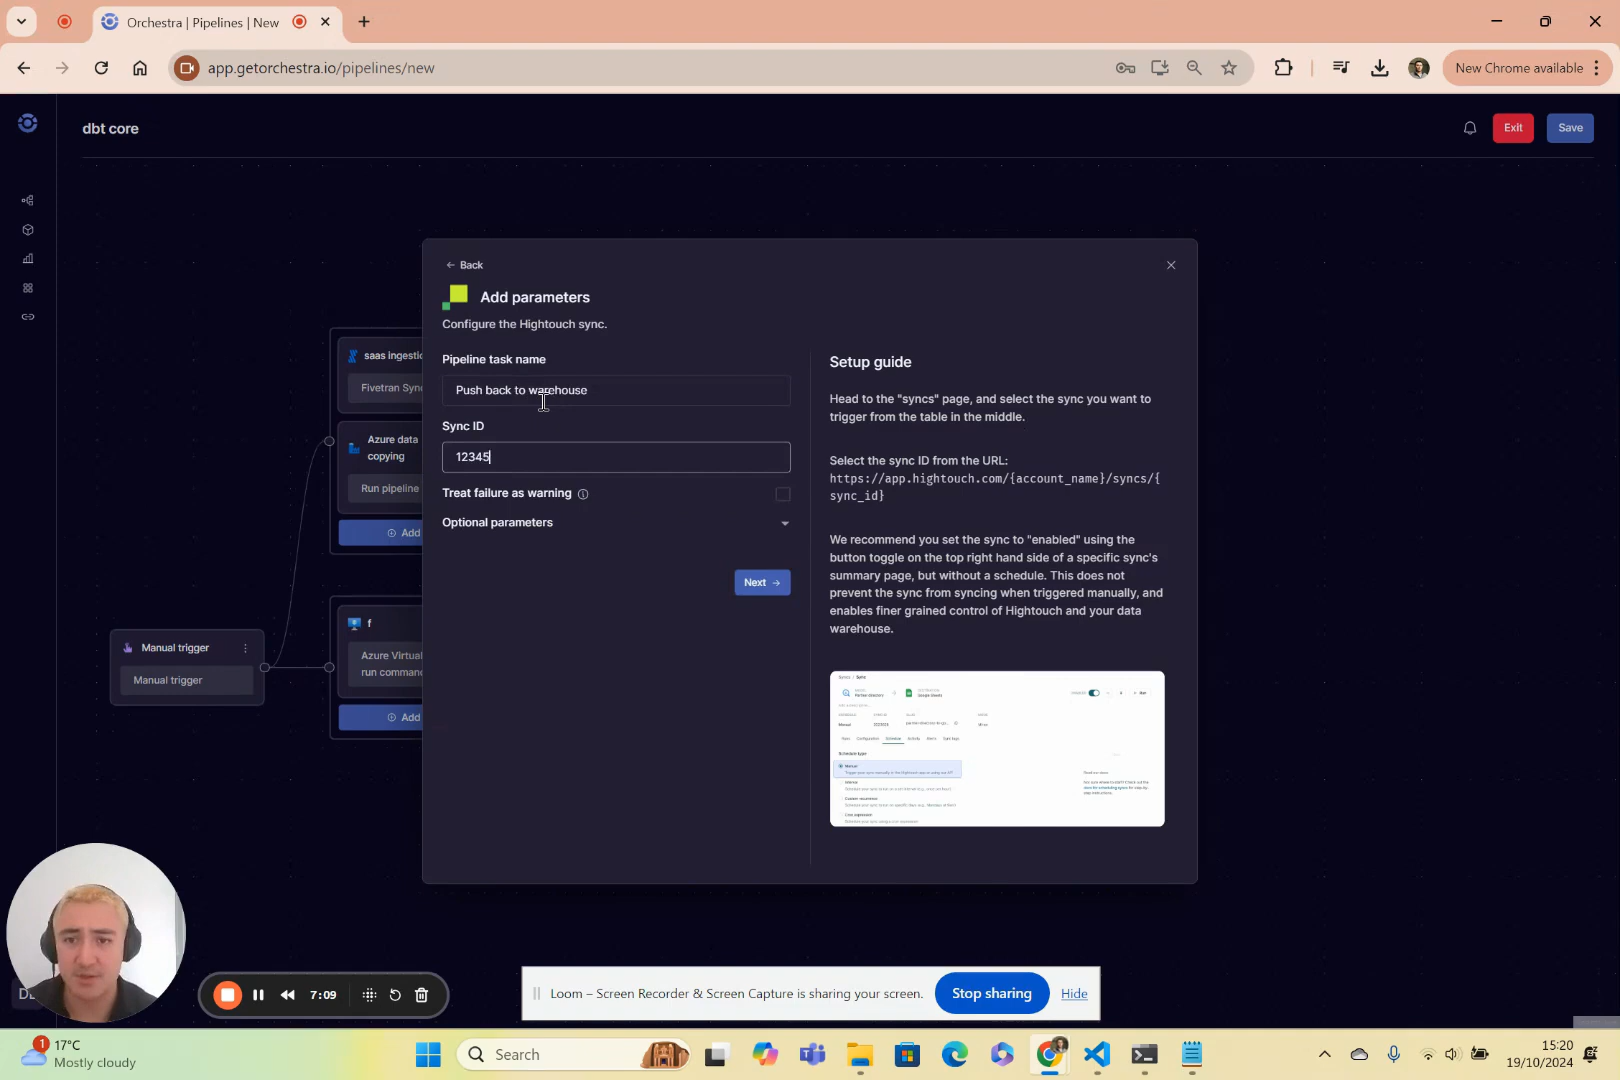 Orchestra | Pipelines | New
app.getorchestra.io/pipelines/new
New Chrome available
dbt core
Exit
Save
Back
Add parameters
Configure the Hightouch sync.
Pipeline task name
Push back to warehouse
Sync ID
12345
Treat failure as warning
Optional parameters
Next
Setup guide
Head to the "syncs" page, and select the sync you want to
trigger from the table in the middle.
Select the sync ID from the URL:
https://app.hightouch.com/{account_name}/syncs/{
sync_id}
We recommend you set the sync to "enabled" using the
button toggle on the top right hand side of a specific sync's
summary page, but without a schedule. This does not
prevent the sync from syncing when triggered manually, and
enables finer grained control of Hightouch and your data
warehouse.
saas ingestio
Fivetran Syn
Azure data
copying
Run pipeline
Add
f
Azure Virtual
run comman
Add
Manual trigger
Manual trigger
7:09
Loom – Screen Recorder & Screen Capture is sharing your screen.
Stop sharing
Hide
1
17°C
Mostly cloudy
Search
15:20
19/10/2024